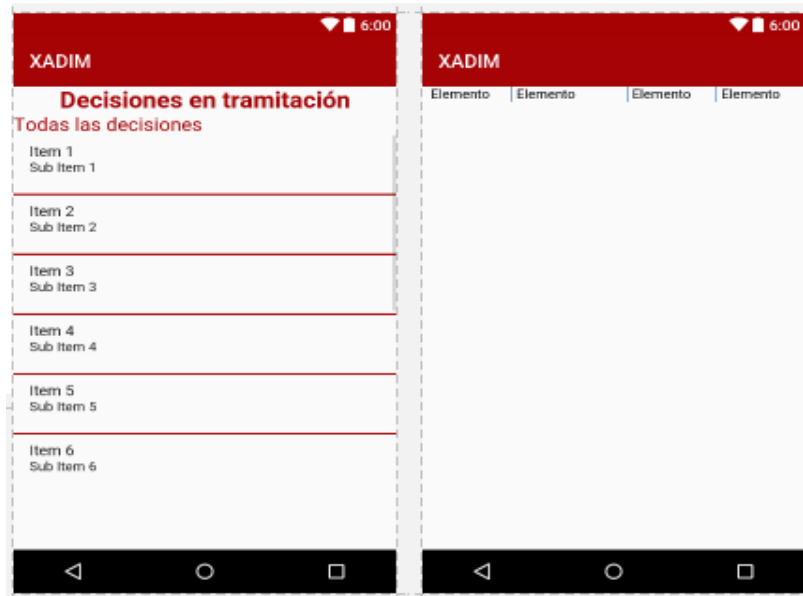 6:00
XADIM
Decisiones en tramitación
Todas las decisiones
Item 1
Sub Item 1
Item 2
Sub Item 2
Item 3
Sub Item 3
Item 4
Sub Item 4
Item 5
Sub Item 5
Item 6
Sub Item 6
6:00
XADIM
Elemento Elemento Elemento Elemento